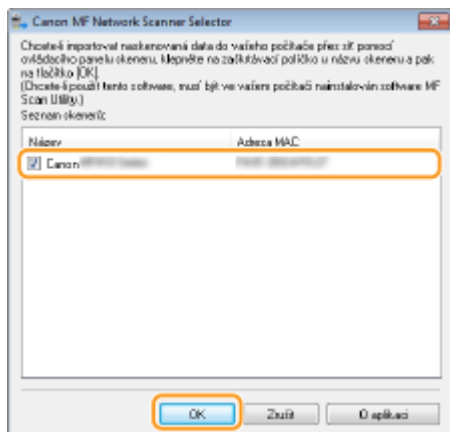 Canon MF Network Scanner Selector
Chcete-li importovat naskenovaná data do vašeho počítače přes síť pomocí
ovládacího panelu skeneru, klepněte na zaškrtávací políčko u názvu skeneru a pak
na tlačítko [OK].
(Chcete-li použít tento software, musí být ve vašem počítači nainstalován software MF
Scan Utility.)
Seznam skenerů:
Název Adresa MAC
Canon
OK Zrušit O aplikaci